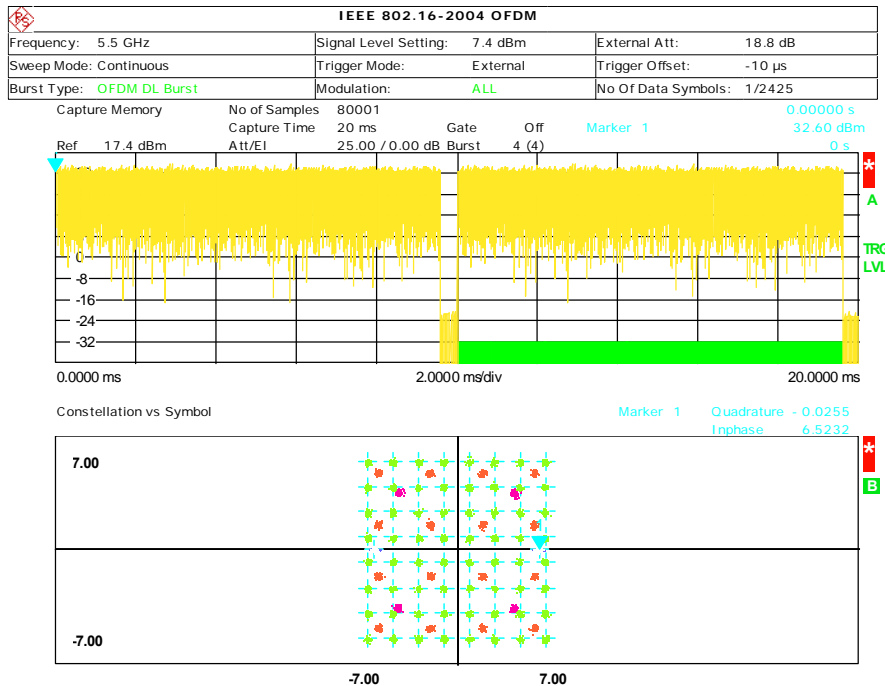 IEEE 802.16-2004 OFDM
Frequency: 5.5 GHz Signal Level Setting: 7.4 dBm External Att: 18.8 dB
Sweep Mode: Continuous Trigger Mode: External Trigger Offset: -10 µs
Burst Type: OFDM DL Burst Modulation: ALL No Of Data Symbols: 1/2425
Capture Memory No of Samples 80001 0.00000 s
Capture Time 20 ms Gate Off Marker 1 32.60 dBm
Ref 17.4 dBm Att/El 25.00 / 0.00 dB Burst 4 (4) 0 s
*
A
0
TRG
LVL
-8
-16
-24
-32
0.0000 ms 2.0000 ms/div 20.0000 ms
Constellation vs Symbol Marker 1 Quadrature - 0.0255
Inphase 6.5232
*
7.00
B
-7.00
-7.00 7.00